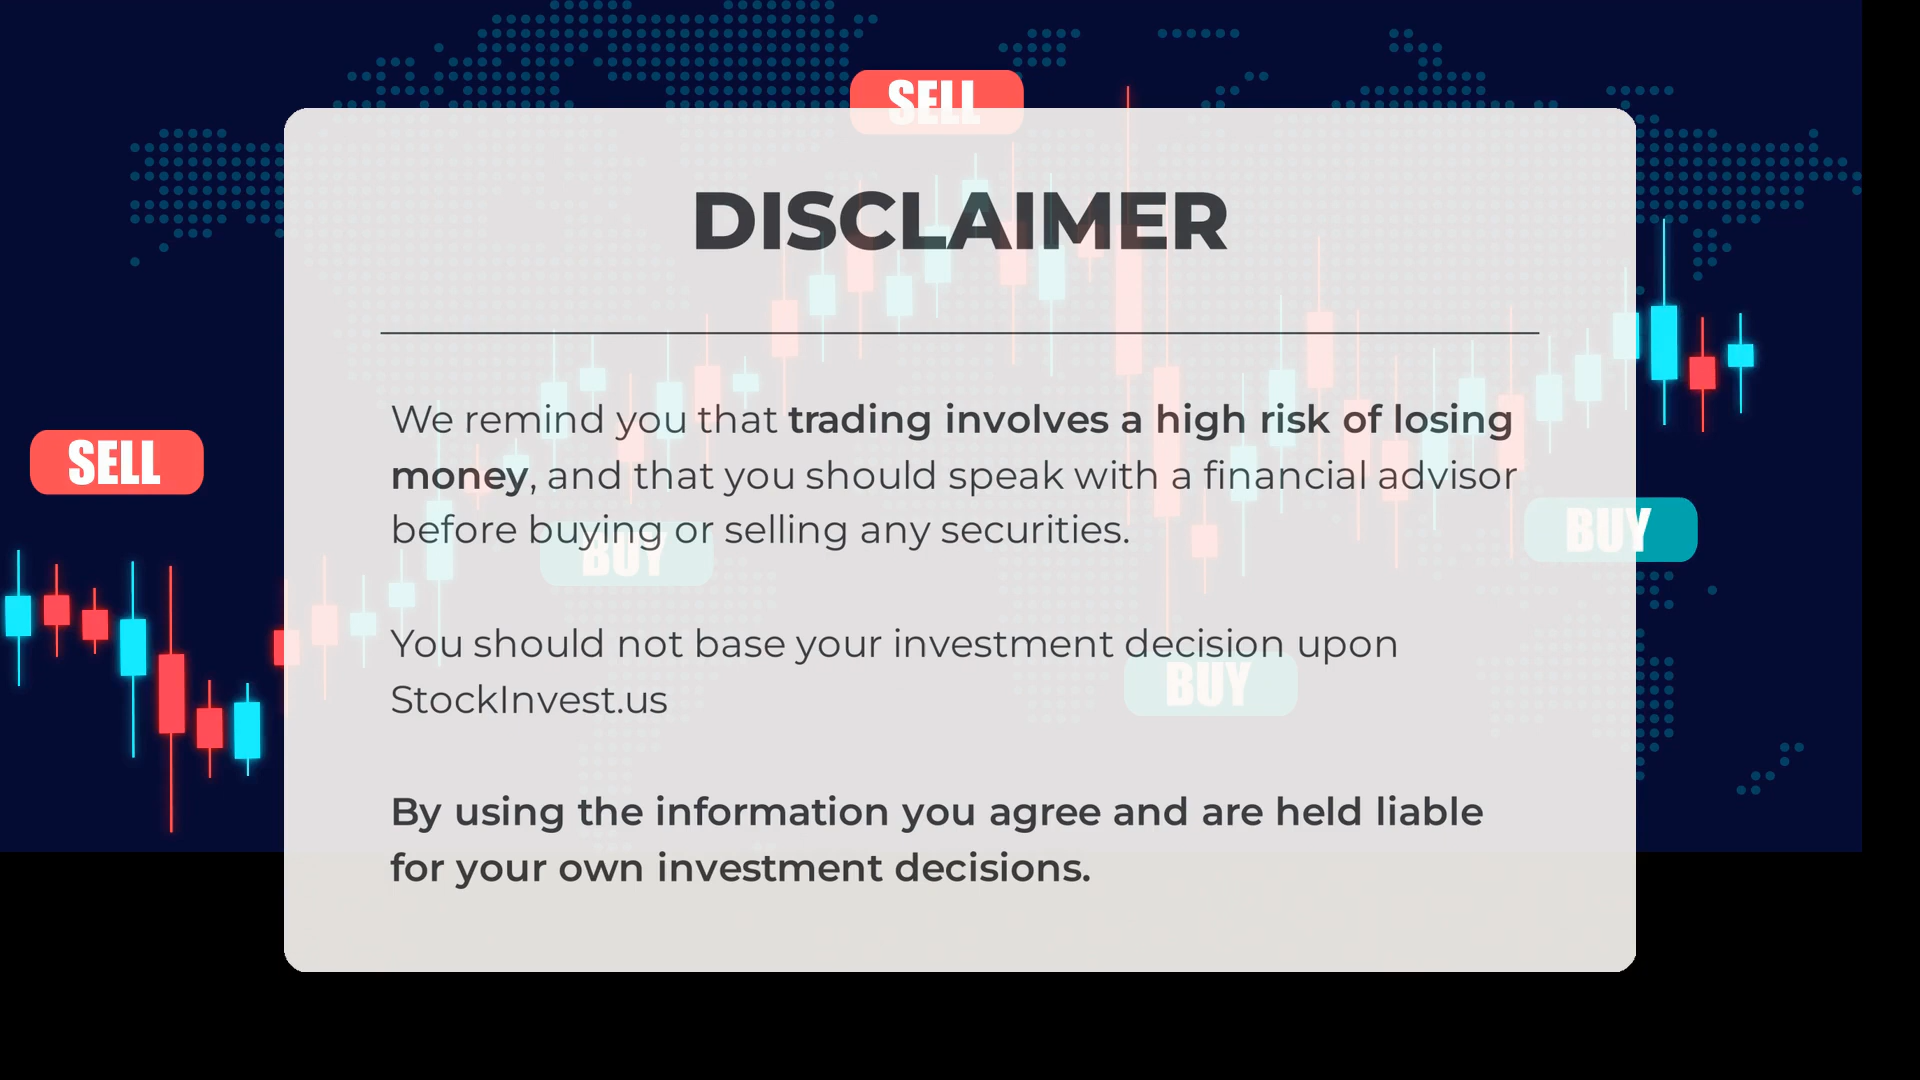 SELL
DISCLAIMER
We remind you that trading involves a high risk of losing
money, and that you should speak with a financial advisor
before buying or selling any securities.
SELL
BUY
BUY
You should not base your investment decision upon
StockInvest.us
BUY
By using the information you agree and are held liable
for your own investment decisions.